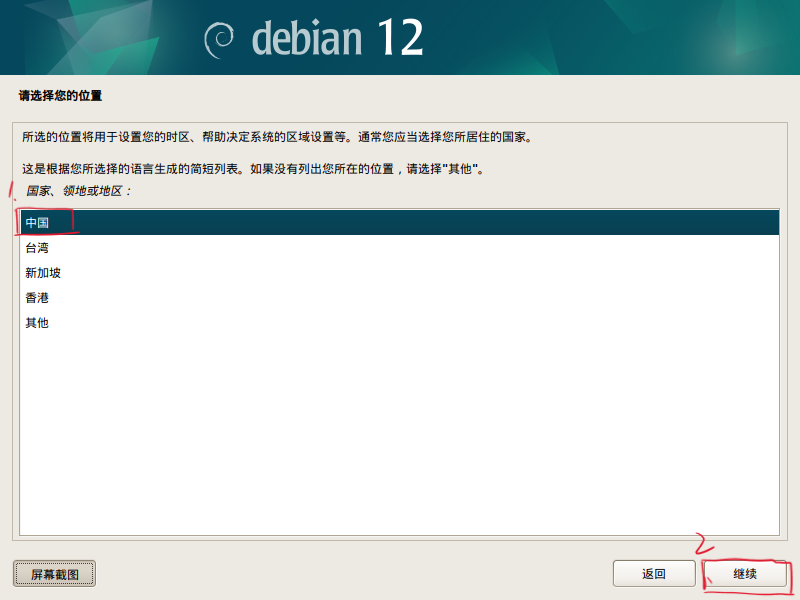 debian 12
请选择您的位置
所选的位置将用于设置您的时区、帮助决定系统的区域设置等。通常您应当选择您所居住的国家。
这是根据您所选择的语言生成的简短列表。如果没有列出您所在的位置，请选择"其他"。
1.
国家、领地或地区：
中国
台湾
新加坡
香港
其他
2
屏幕截图
返回
继续